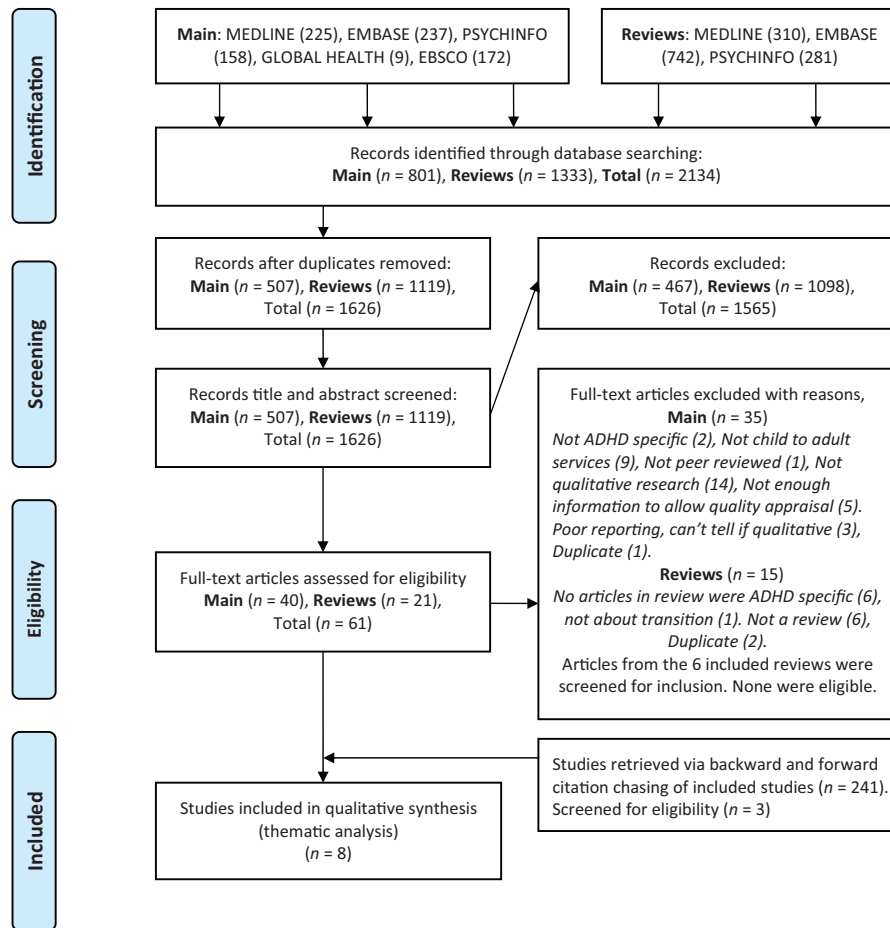 Main: MEDLINE (225), EMBASE (237), PSYCHINFO
(158), GLOBAL HEALTH (9), EBSCO (172)
Reviews: MEDLINE (310), EMBASE
(742), PSYCHINFO (281)
Identification
Records identified through database searching:
Main (n = 801), Reviews (n = 1333), Total (n = 2134)
Screening
Records after duplicates removed:
Main (n = 507), Reviews (n = 1119),
Total (n = 1626)
Records excluded:
Main (n = 467), Reviews (n = 1098),
Total (n = 1565)
Records title and abstract screened:
Main (n = 507), Reviews (n = 1119),
Total (n = 1626)
Full-text articles excluded with reasons,
Main (n = 35)
Not ADHD specific (2), Not child to adult
services (9), Not peer reviewed (1), Not
qualitative research (14), Not enough
information to allow quality appraisal (5).
Poor reporting, can't tell if qualitative (3),
Duplicate (1).
Reviews (n = 15)
No articles in review were ADHD specific (6),
not about transition (1). Not a review (6),
Duplicate (2).
Articles from the 6 included reviews were
screened for inclusion. None were eligible.
Eligibility
Full-text articles assessed for eligibility
Main (n = 40), Reviews (n = 21),
Total (n = 61)
Included
Studies retrieved via backward and forward
citation chasing of included studies (n = 241).
Screened for eligibility (n = 3)
Studies included in qualitative synthesis
(thematic analysis)
(n = 8)